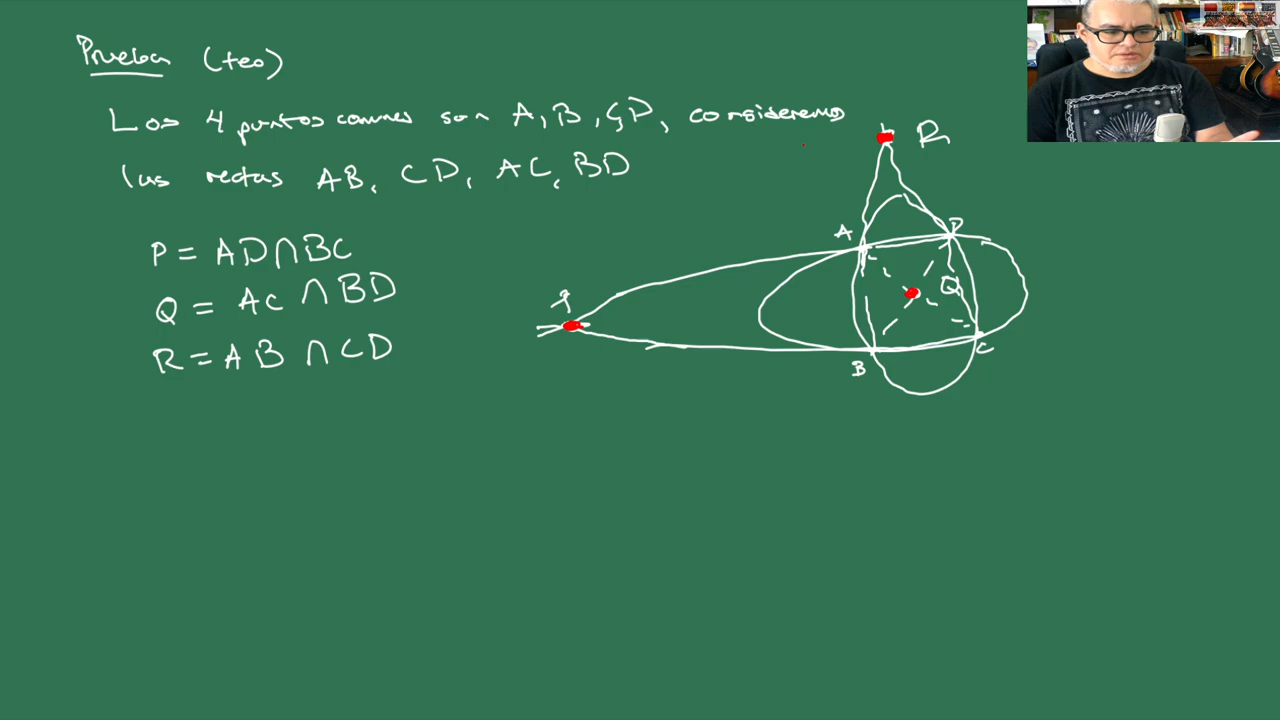 Prueba (teo)
Los 4 puntos comunes son A, B, C, D, consideremos
las rectas AB, CD, AC, BD
P = AD ∩ BC
Q = AC ∩ BD
R = AB ∩ CD
R
A
D
Q
P
B
C